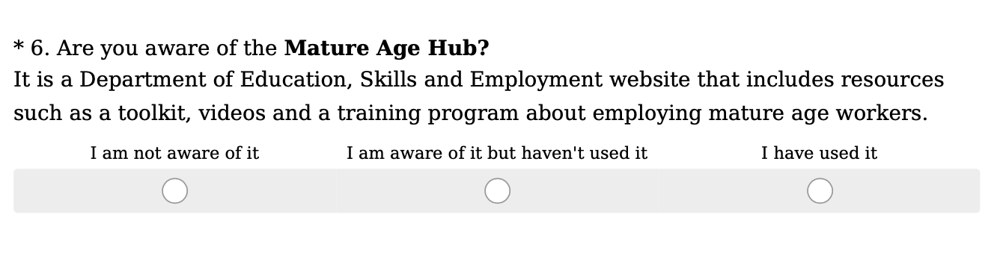 * 6. Are you aware of the Mature Age Hub?
It is a Department of Education, Skills and Employment website that includes resources
such as a toolkit, videos and a training program about employing mature age workers.
I am not aware of it I am aware of it but haven't used it I have used it